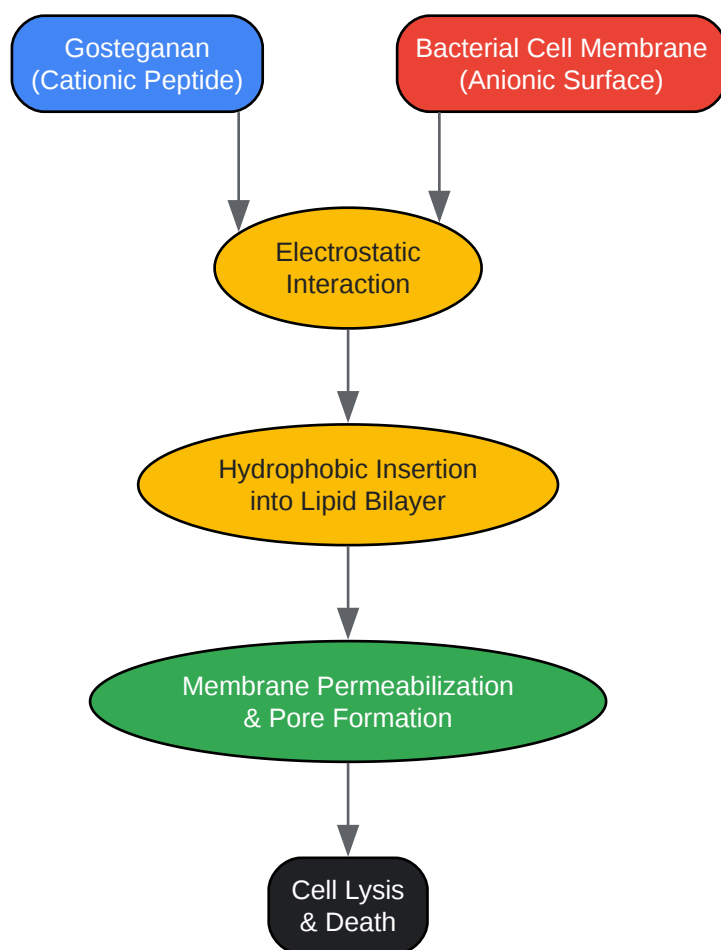 Gosteganan
(Cationic Peptide)
Bacterial Cell Membrane
(Anionic Surface)
Electrostatic
Interaction
Hydrophobic Insertion
into Lipid Bilayer
Membrane Permeabilization
& Pore Formation
Cell Lysis
& Death